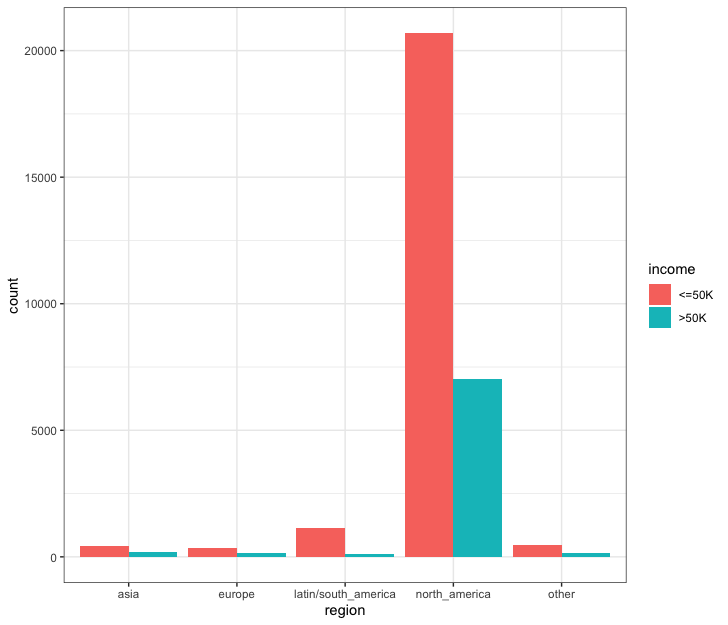 20000
15000
10000
5000
0
count
asia europe latin/south_america north_america other
region
income
<=50K
>50K